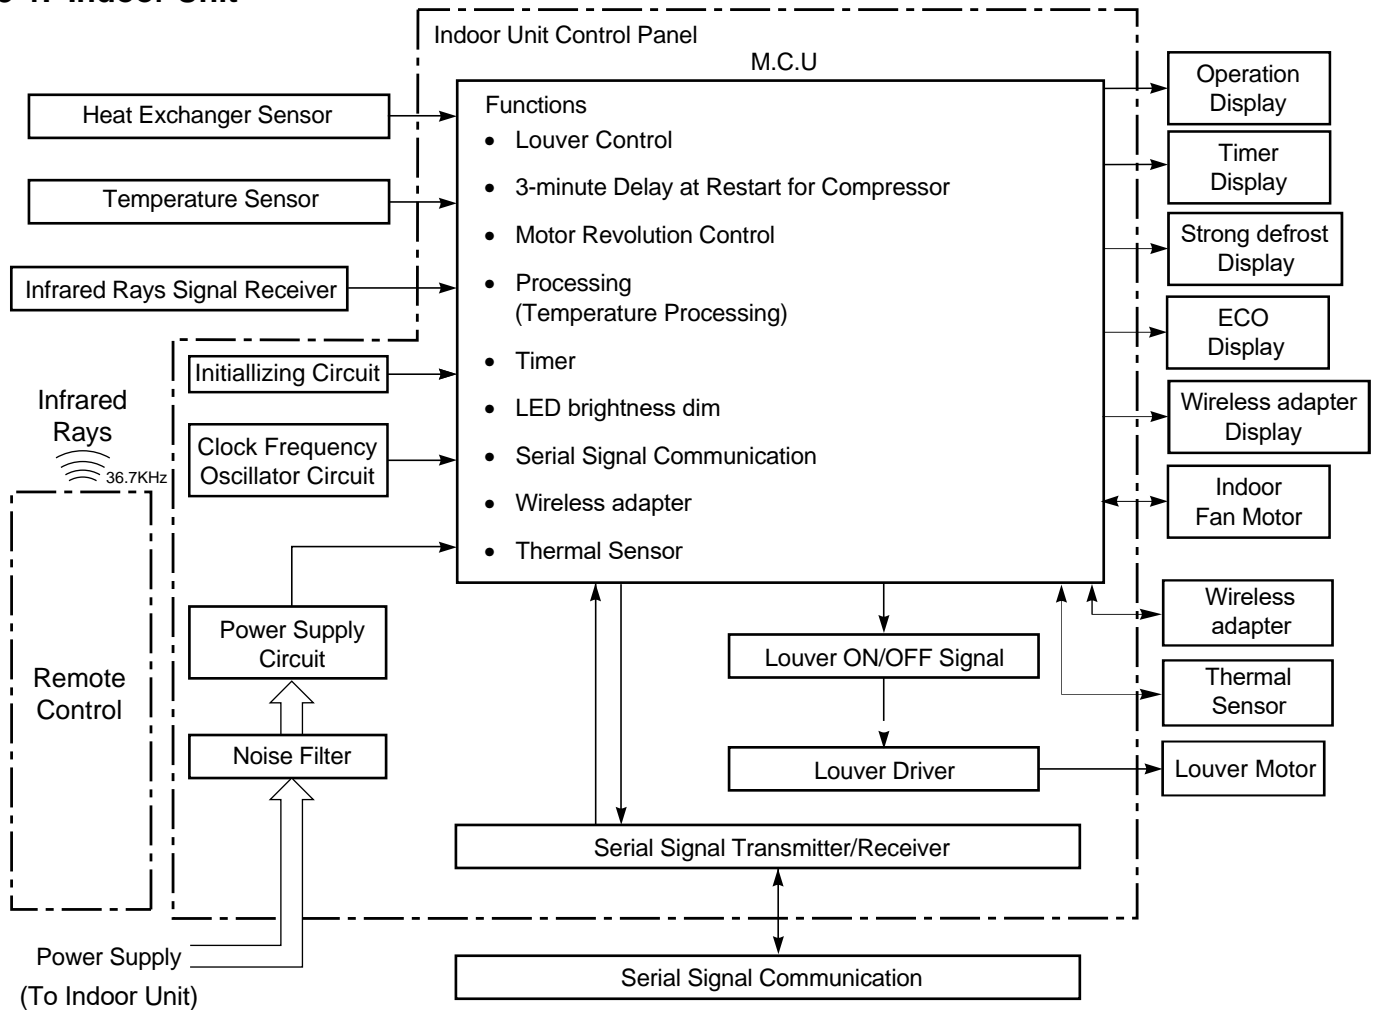 Indoor Unit
Indoor Unit Control Panel
M.C.U
Heat Exchanger Sensor
Temperature Sensor
Infrared Rays Signal Receiver
Initiallizing Circuit
Clock Frequency
Oscillator Circuit
Infrared
Rays
36.7KHz
Remote
Control
Power Supply
Circuit
Noise Filter
Power Supply
(To Indoor Unit)
Functions
• Louver Control
• 3-minute Delay at Restart for Compressor
• Motor Revolution Control
• Processing
(Temperature Processing)
• Timer
• LED brightness dim
• Serial Signal Communication
• Wireless adapter
• Thermal Sensor
Louver ON/OFF Signal
Louver Driver
Serial Signal Transmitter/Receiver
Serial Signal Communication
Operation
Display
Timer
Display
Strong defrost
Display
ECO
Display
Wireless adapter
Display
Indoor
Fan Motor
Wireless
adapter
Thermal
Sensor
Louver Motor